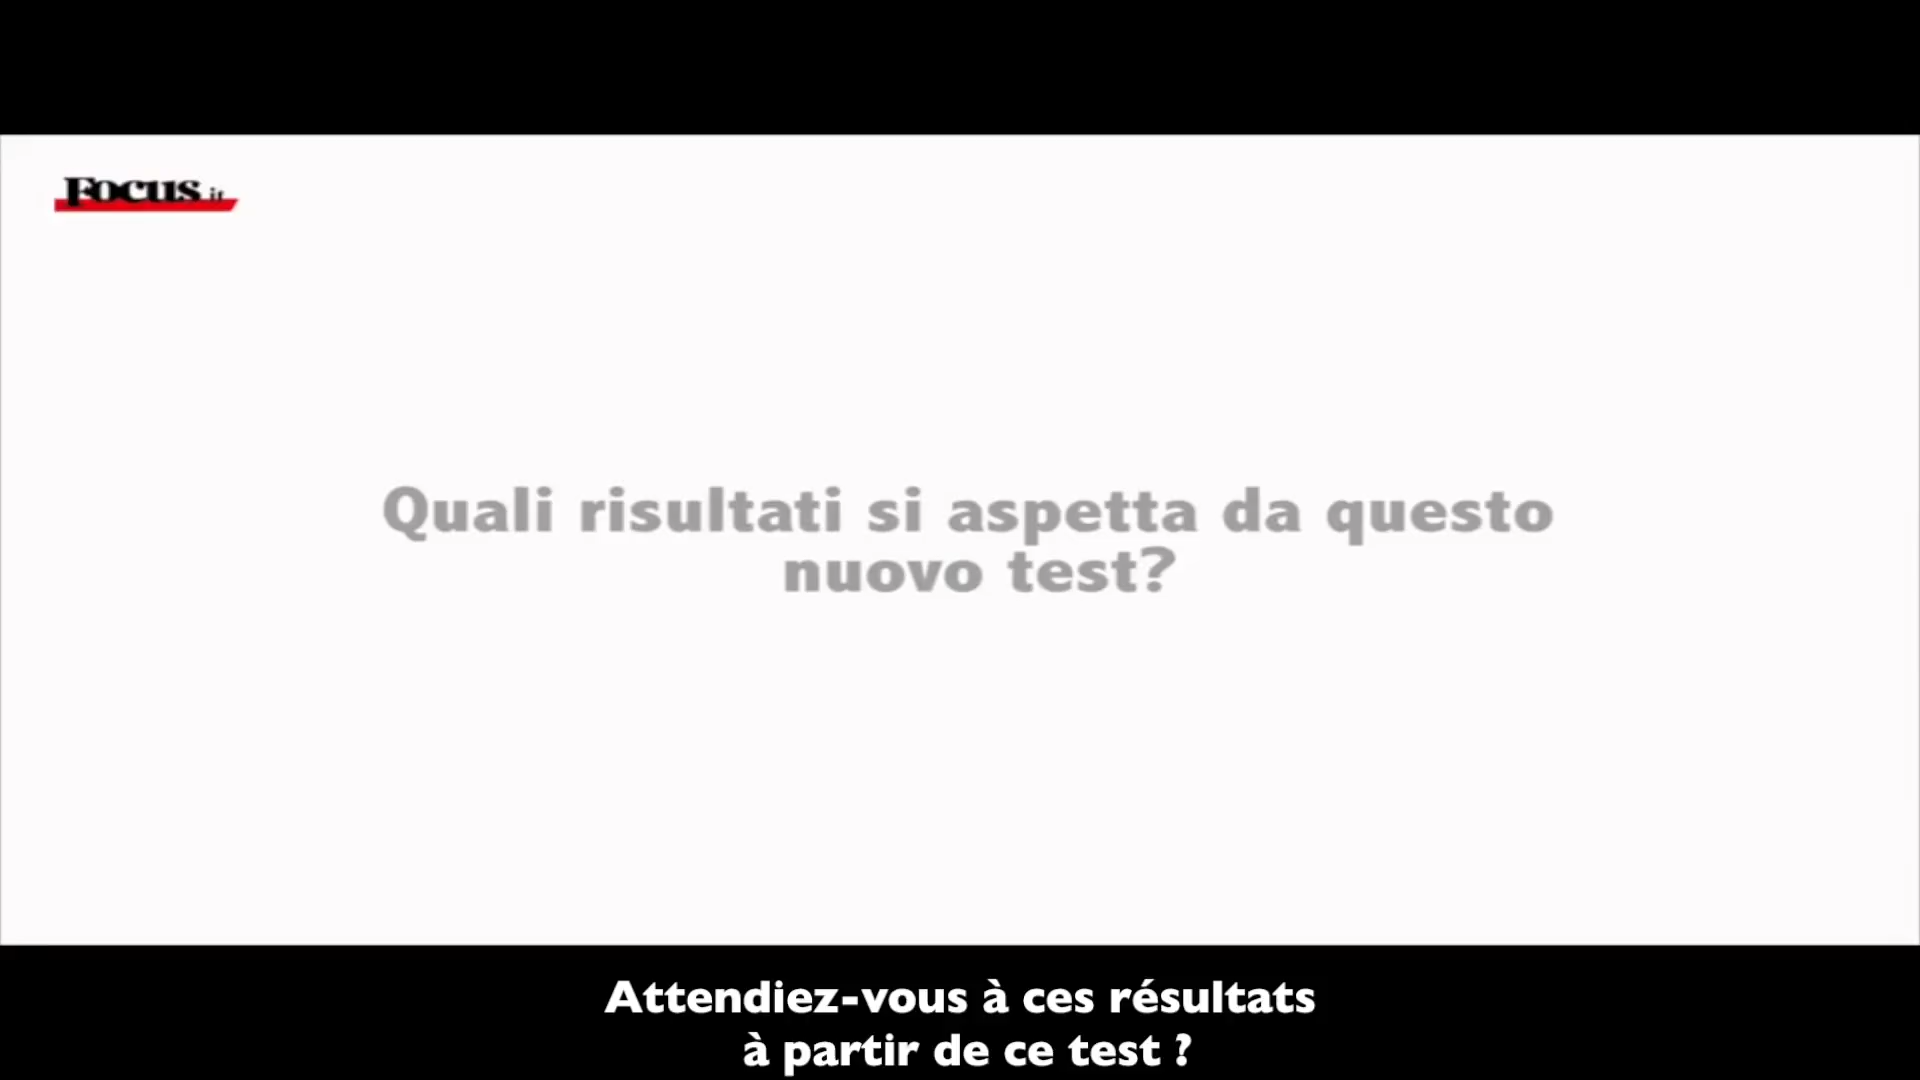 Focus.it
Quali risultati si aspetta da questo
nuovo test?
Attendiez-vous à ces résultats
à partir de ce test ?